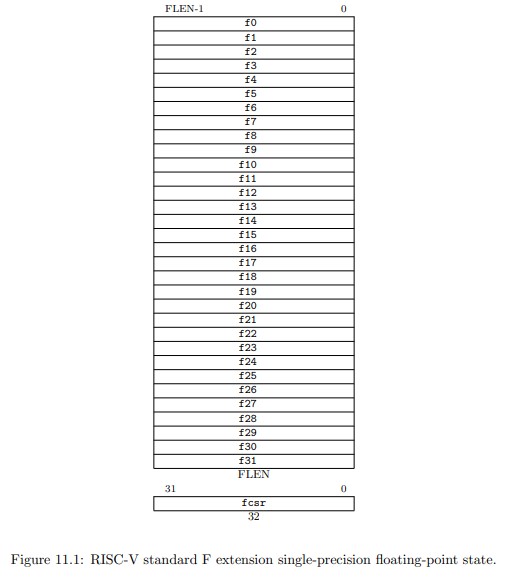 FLEN-1 0
f0
f1
f2
f3
f4
f5
f6
f7
f8
f9
f10
f11
f12
f13
f14
f15
f16
f17
f18
f19
f20
f21
f22
f23
f24
f25
f26
f27
f28
f29
f30
f31
FLEN
31 0
fcsr
32
Figure 11.1: RISC-V standard F extension single-precision floating-point state.